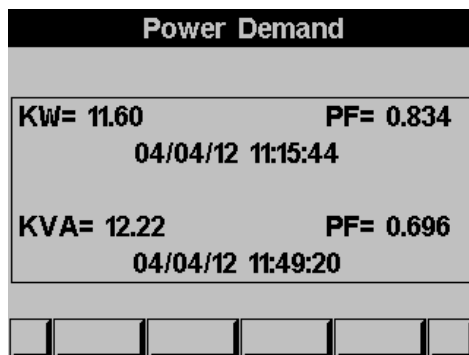 Power Demand
KW= 11.60 PF= 0.834
04/04/12 11:15:44
KVA= 12.22 PF= 0.696
04/04/12 11:49:20